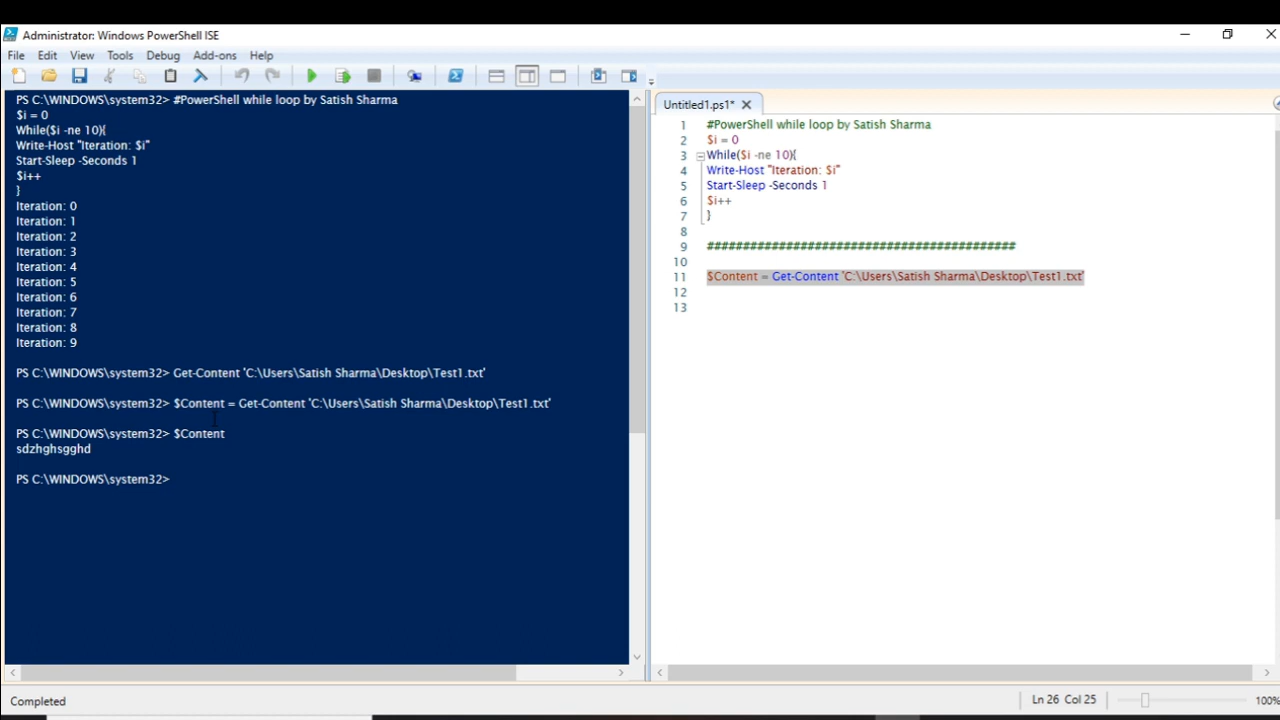 Administrator: Windows PowerShell ISE
File Edit View Tools Debug Add-ons Help
PS C:\WINDOWS\system32> #PowerShell while loop by Satish Sharma
$i = 0
While($i -ne 10){
Write-Host "Iteration: $i"
Start-Sleep -Seconds 1
$i++
}
Iteration: 0
Iteration: 1
Iteration: 2
Iteration: 3
Iteration: 4
Iteration: 5
Iteration: 6
Iteration: 7
Iteration: 8
Iteration: 9
PS C:\WINDOWS\system32> Get-Content 'C:\Users\Satish Sharma\Desktop\Test1.txt'
PS C:\WINDOWS\system32> $Content = Get-Content 'C:\Users\Satish Sharma\Desktop\Test1.txt'
PS C:\WINDOWS\system32> $Content
sdzhghsgghd
PS C:\WINDOWS\system32>
Untitled1.ps1*
1 #PowerShell while loop by Satish Sharma
2 $i = 0
3 While($i -ne 10){
4 Write-Host "Iteration: $i"
5 Start-Sleep -Seconds 1
6 $i++
7 }
8
9 ###########################################
10
11 $Content = Get-Content 'C:\Users\Satish Sharma\Desktop\Test1.txt'
12
13
Completed
Ln 26 Col 25
100%